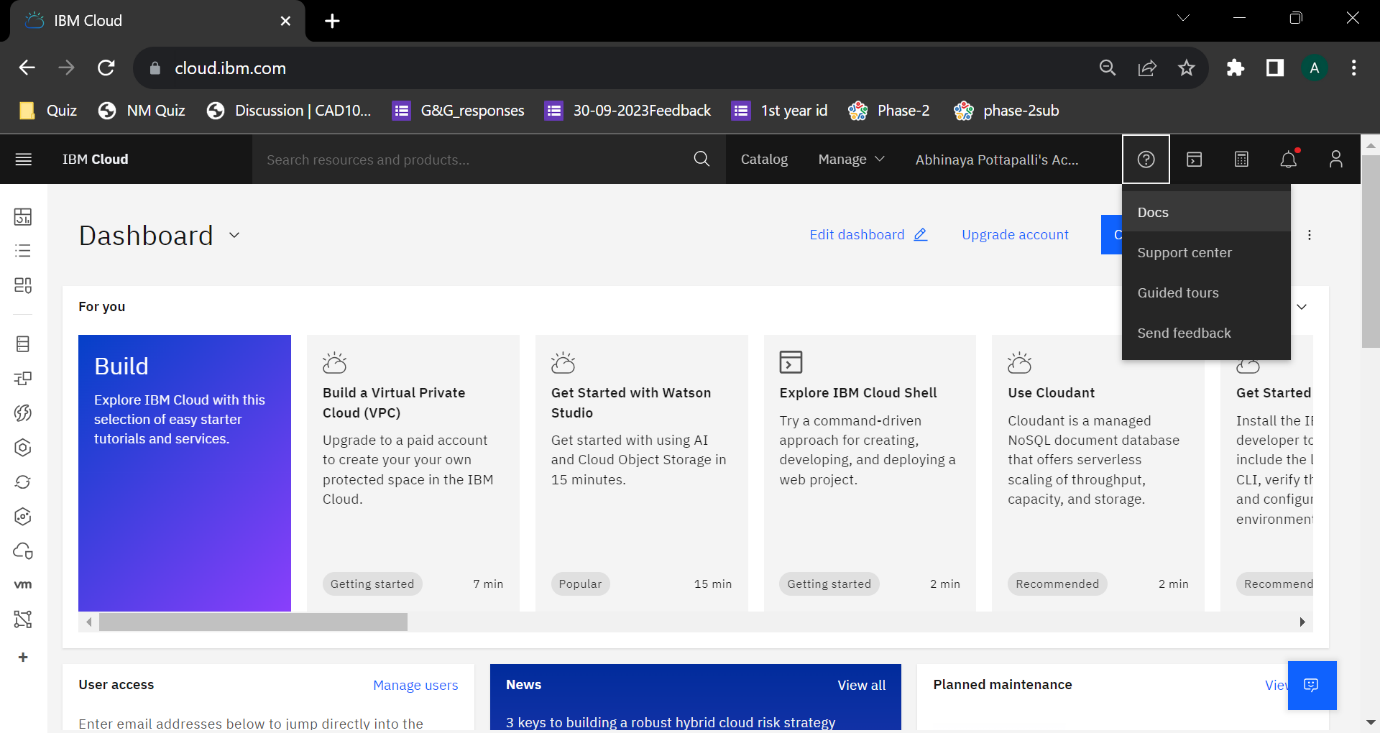 IBM Cloud
cloud.ibm.com
A
Quiz
NM Quiz
Discussion | CAD10...
G&G_responses
30-09-2023Feedback
1st year id
Phase-2
phase-2sub
IBM Cloud
Search resources and products...
Catalog
Manage
Abhinaya Pottapalli's Ac...
Docs
Support center
Guided tours
Send feedback
Dashboard
Edit dashboard
Upgrade account
For you
Build
Explore IBM Cloud with this
selection of easy starter
tutorials and services.
Build a Virtual Private
Cloud (VPC)
Upgrade to a paid account
to create your your own
protected space in the IBM
Cloud.
Getting started
7 min
Get Started with Watson
Studio
Get started with using AI
and Cloud Object Storage in
15 minutes.
Popular
15 min
Explore IBM Cloud Shell
Try a command-driven
approach for creating,
developing, and deploying a
web project.
Getting started
2 min
Use Cloudant
Cloudant is a managed
NoSQL document database
that offers serverless
scaling of throughput,
capacity, and storage.
Recommended
2 min
Get Started
Install the
developer
include the
CLI, verify
and
vm
User access
Manage users
Enter email addresses below to jump directly into the
News
View all
3 keys to building a robust hybrid cloud risk strategy
Planned maintenance